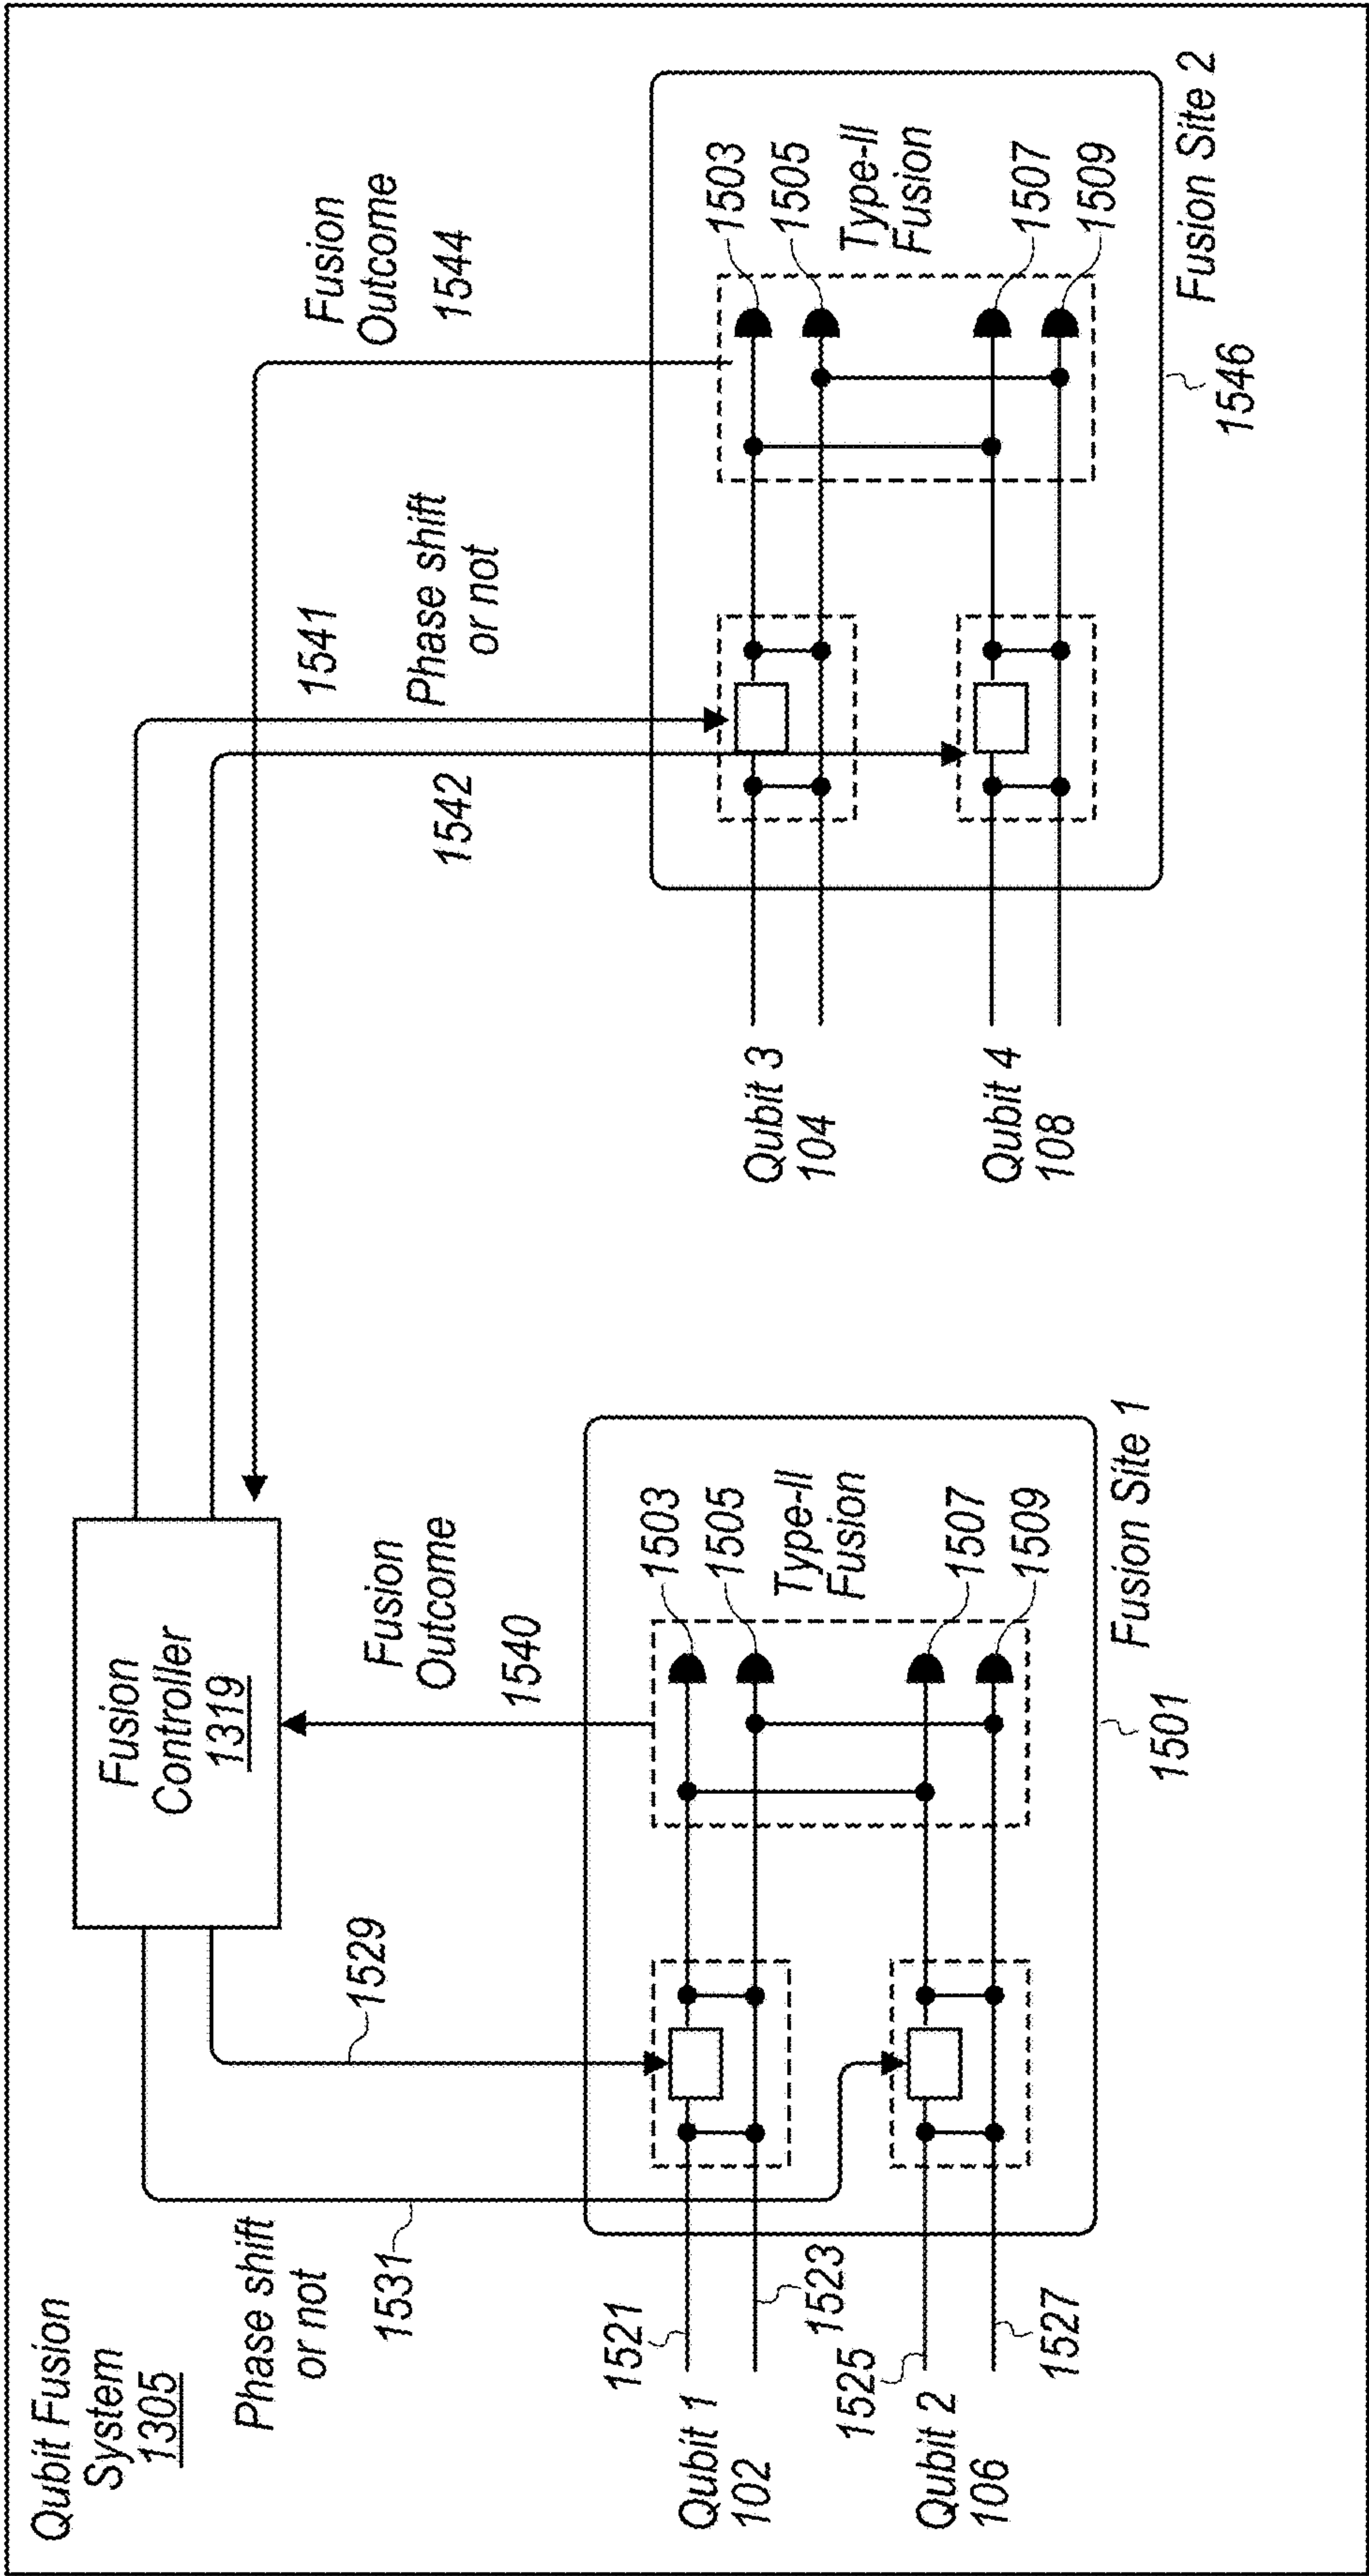 Qubit Fusion
System
1305
Fusion
Controller
1319
Phase shift
or not
1531
1529
Fusion
Outcome
1540
1541
1542
Phase shift
or not
Fusion
Outcome
1544
Qubit 1
102
1521
1523
Qubit 2
106
1525
1527
1503
1505
Type-II
Fusion
1507
1509
Fusion Site 1
1501
Qubit 3
104
Qubit 4
108
1503
1505
Type-II
Fusion
1507
1509
Fusion Site 2
1546